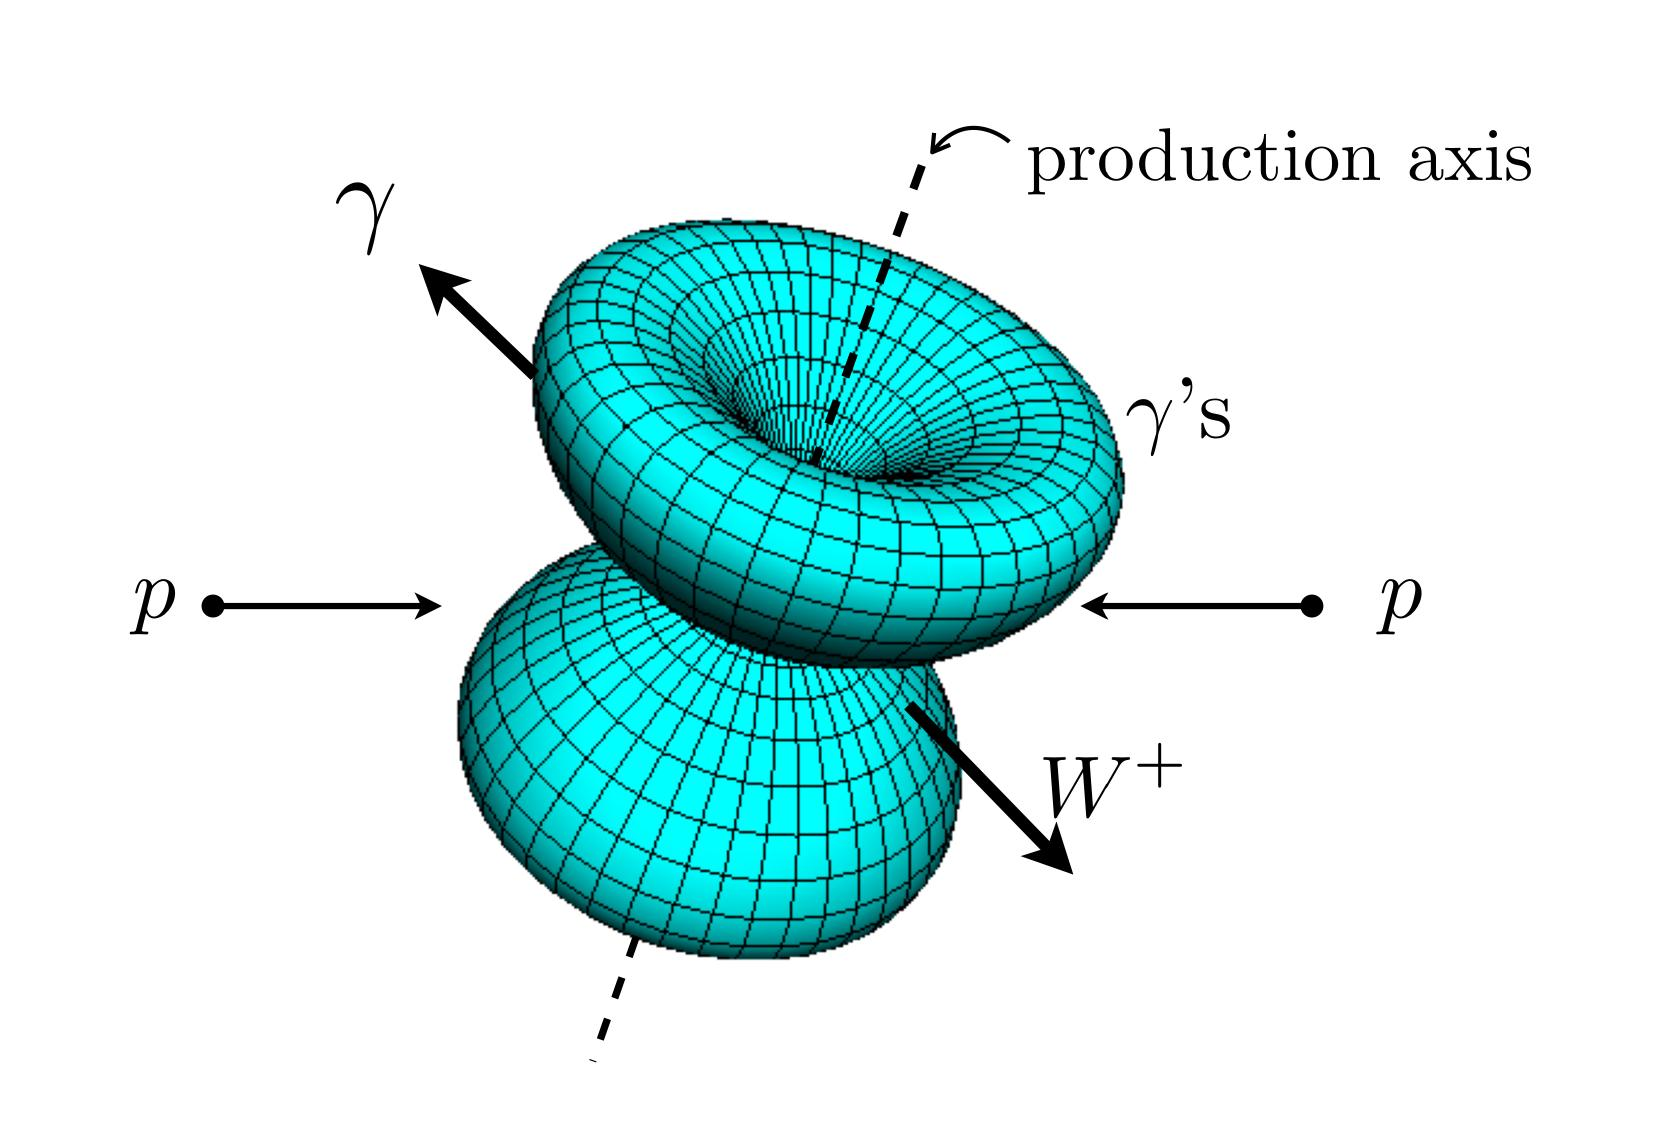 production axis
γ
γ's
p
p
W+